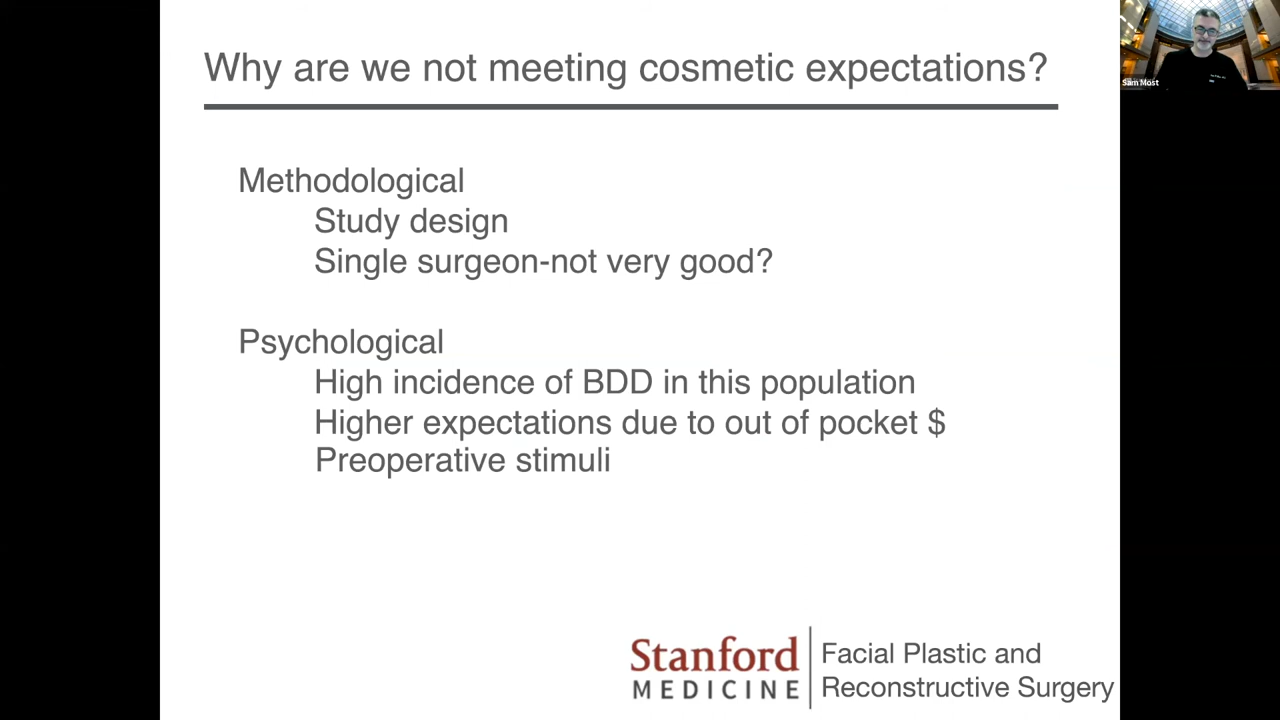 Why are we not meeting cosmetic expectations?
Sam Most
Methodological
Study design
Single surgeon-not very good?
Psychological
High incidence of BDD in this population
Higher expectations due to out of pocket $
Preoperative stimuli
Stanford
MEDICINE
Facial Plastic and
Reconstructive Surgery